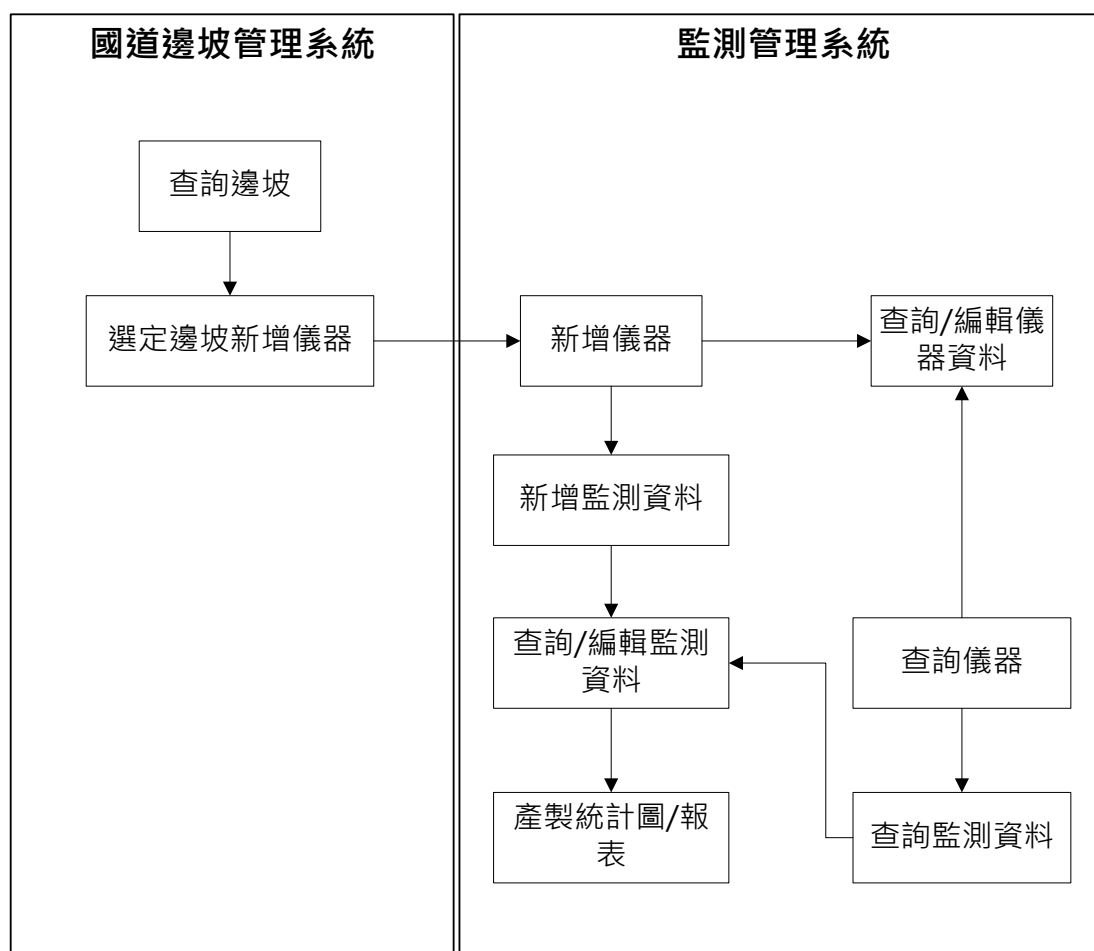 國道邊坡管理系統
監測管理系統
查詢邊坡
選定邊坡新增儀器
新增儀器
查詢/編輯儀
器資料
新增監測資料
查詢/編輯監測
資料
查詢儀器
產製統計圖/報
表
查詢監測資料